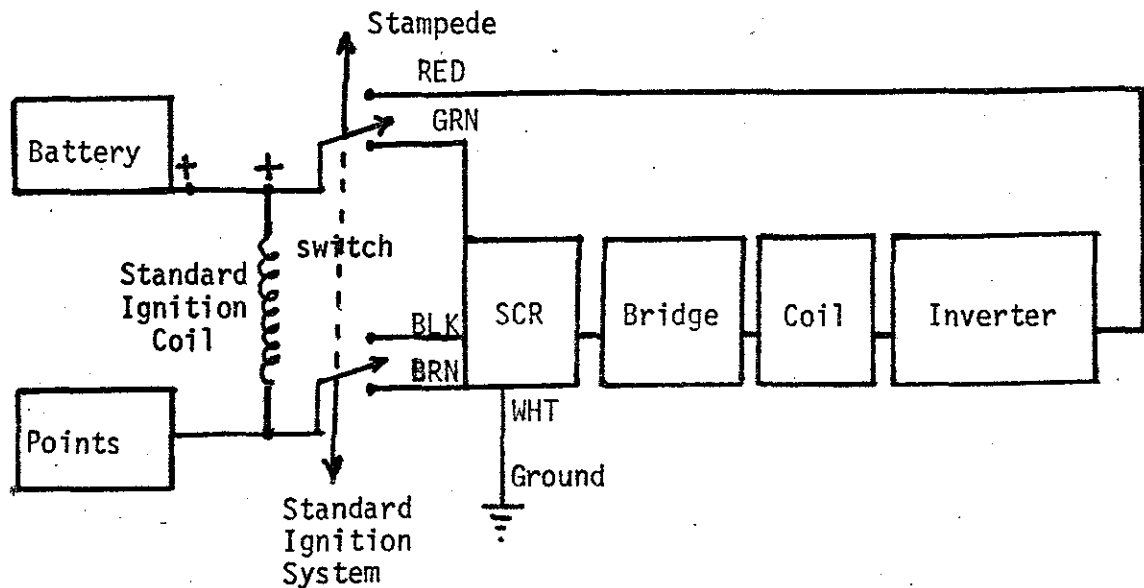 Stampede
RED
GRN
Battery
+
+
switch
Standard
Ignition
Coil
BLK
BRN
SCR
Bridge
Coil
Inverter
WHT
Points
Ground
Standard
Ignition
System